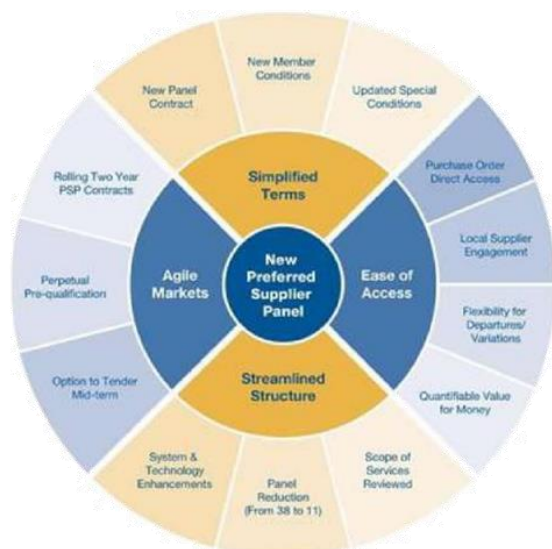 New Member
Conditions
New Panel
Contract
Updated Special
Conditions
Rolling Two Year
PSP Contracts
Simplified
Terms
Purchase Order
Direct Access
Local Supplier
Engagement
Agile
Markets
New
Preferred
Supplier
Panel
Ease of
Access
Perpetual
Pre-qualification
Flexibility for
Departures/
Variations
Option to Tender
Mid-term
Streamlined
Structure
Quantifiable Value
for Money
System &
Technology
Enhancements
Panel
Reduction
(From 38 to 11)
Scope of
Services
Reviewed